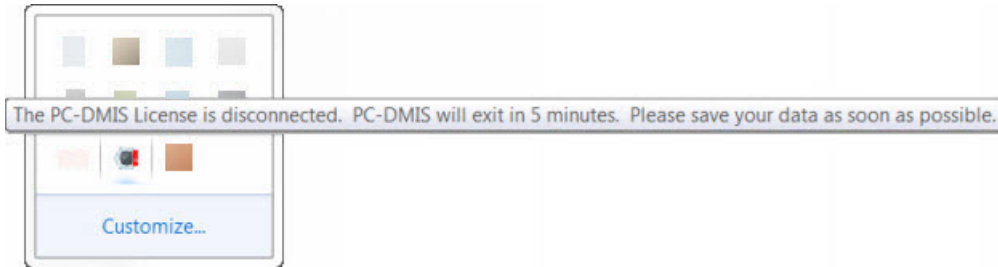 The PC-DMIS License is disconnected.  PC-DMIS will exit in 5 minutes.  Please save your data as soon as possible.
Customize...